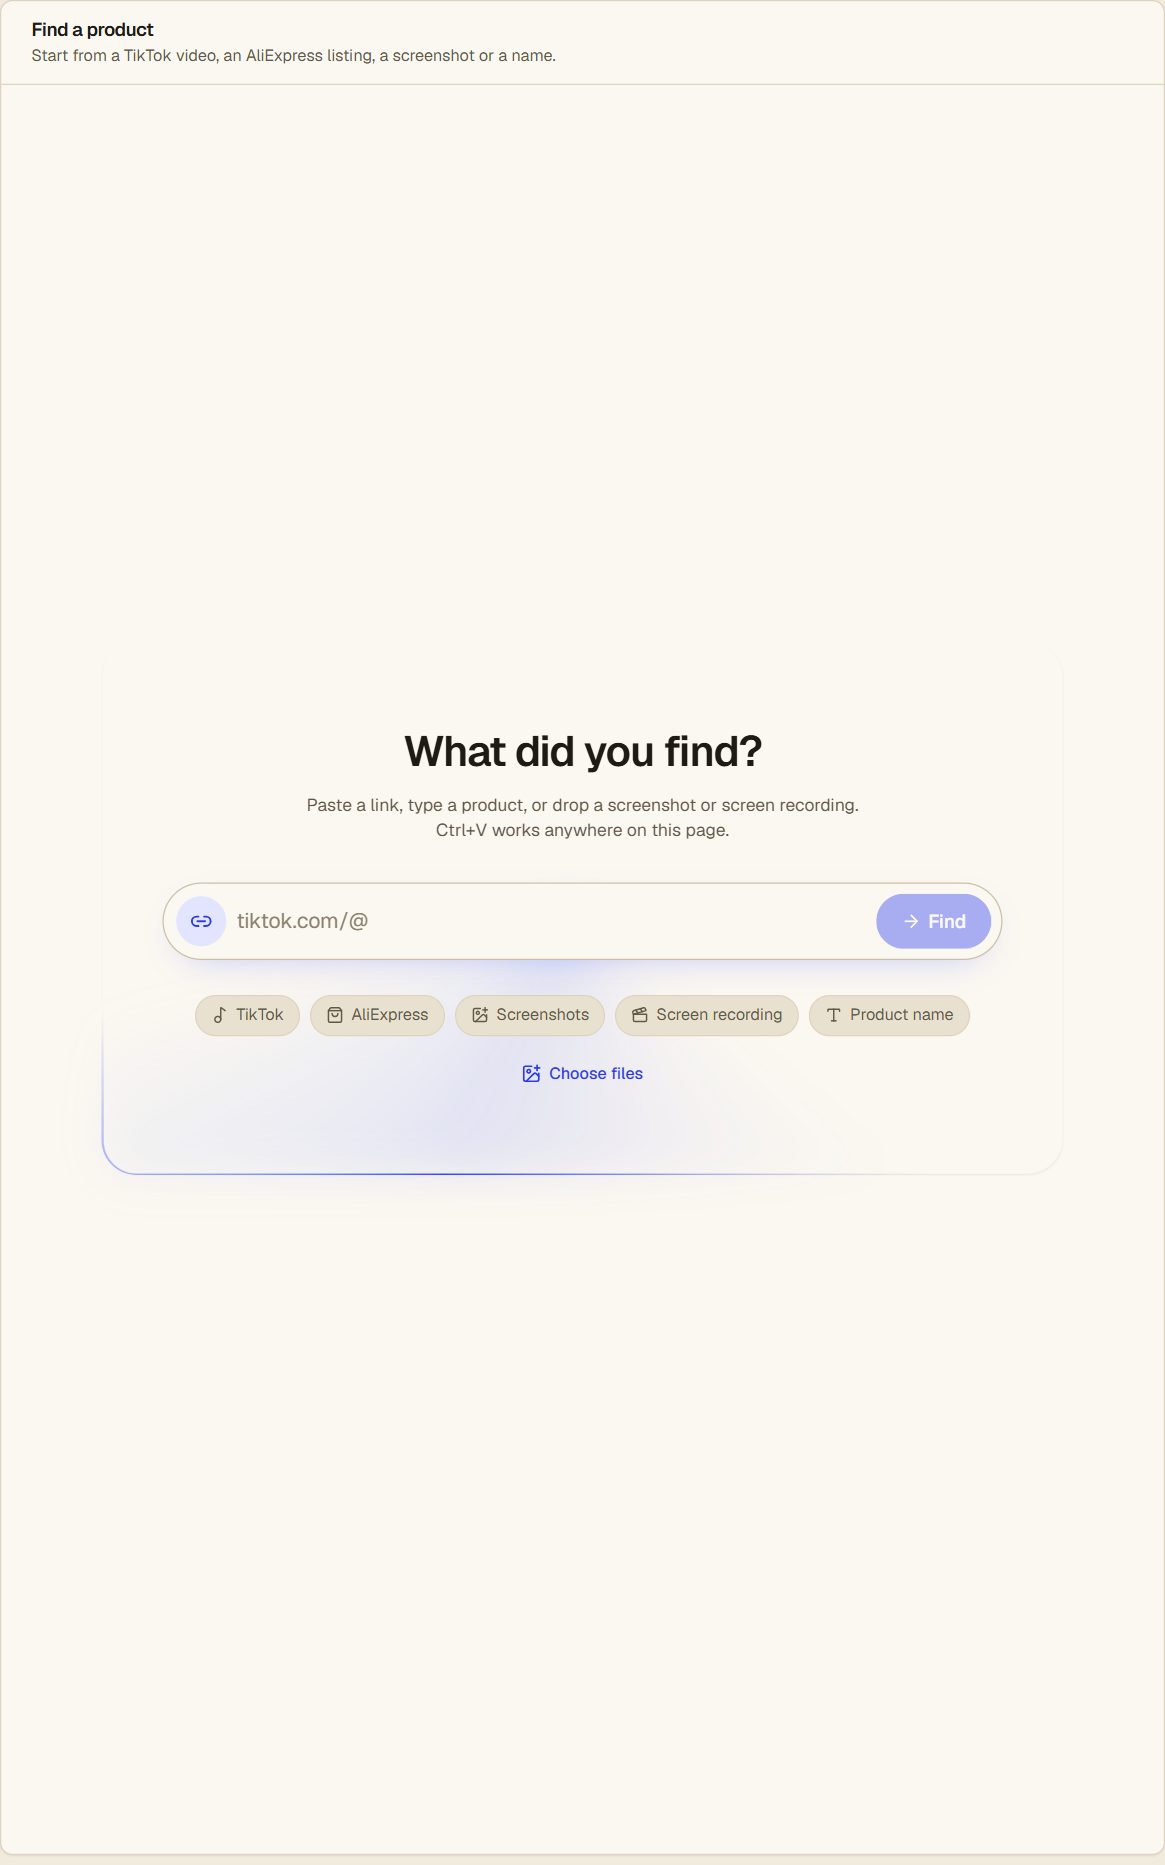 Find a product
Start from a TikTok video, an AliExpress listing, a screenshot or a name.
What did you find?
Paste a link, type a product, or drop a screenshot or screen recording.
Ctrl+V works anywhere on this page.
tiktok.com/@
Find
TikTok
AliExpress
Screenshots
Screen recording
Product name
Choose files